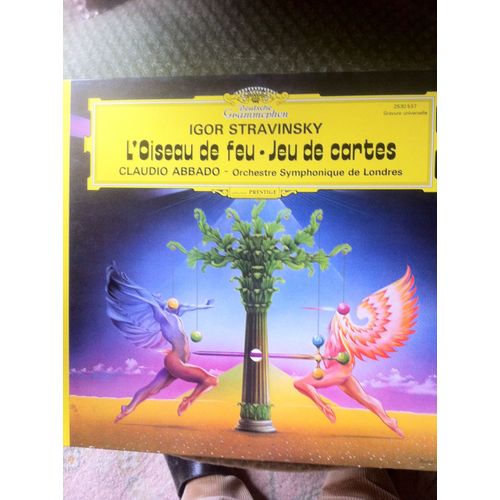 Deutsche
Grammophon
2530 537
Gravure universelle
IGOR STRAVINSKY
L'Oiseau de feu • Jeu de cartes
CLAUDIO ABBADO - Orchestre Symphonique de Londres
PRESTIGE